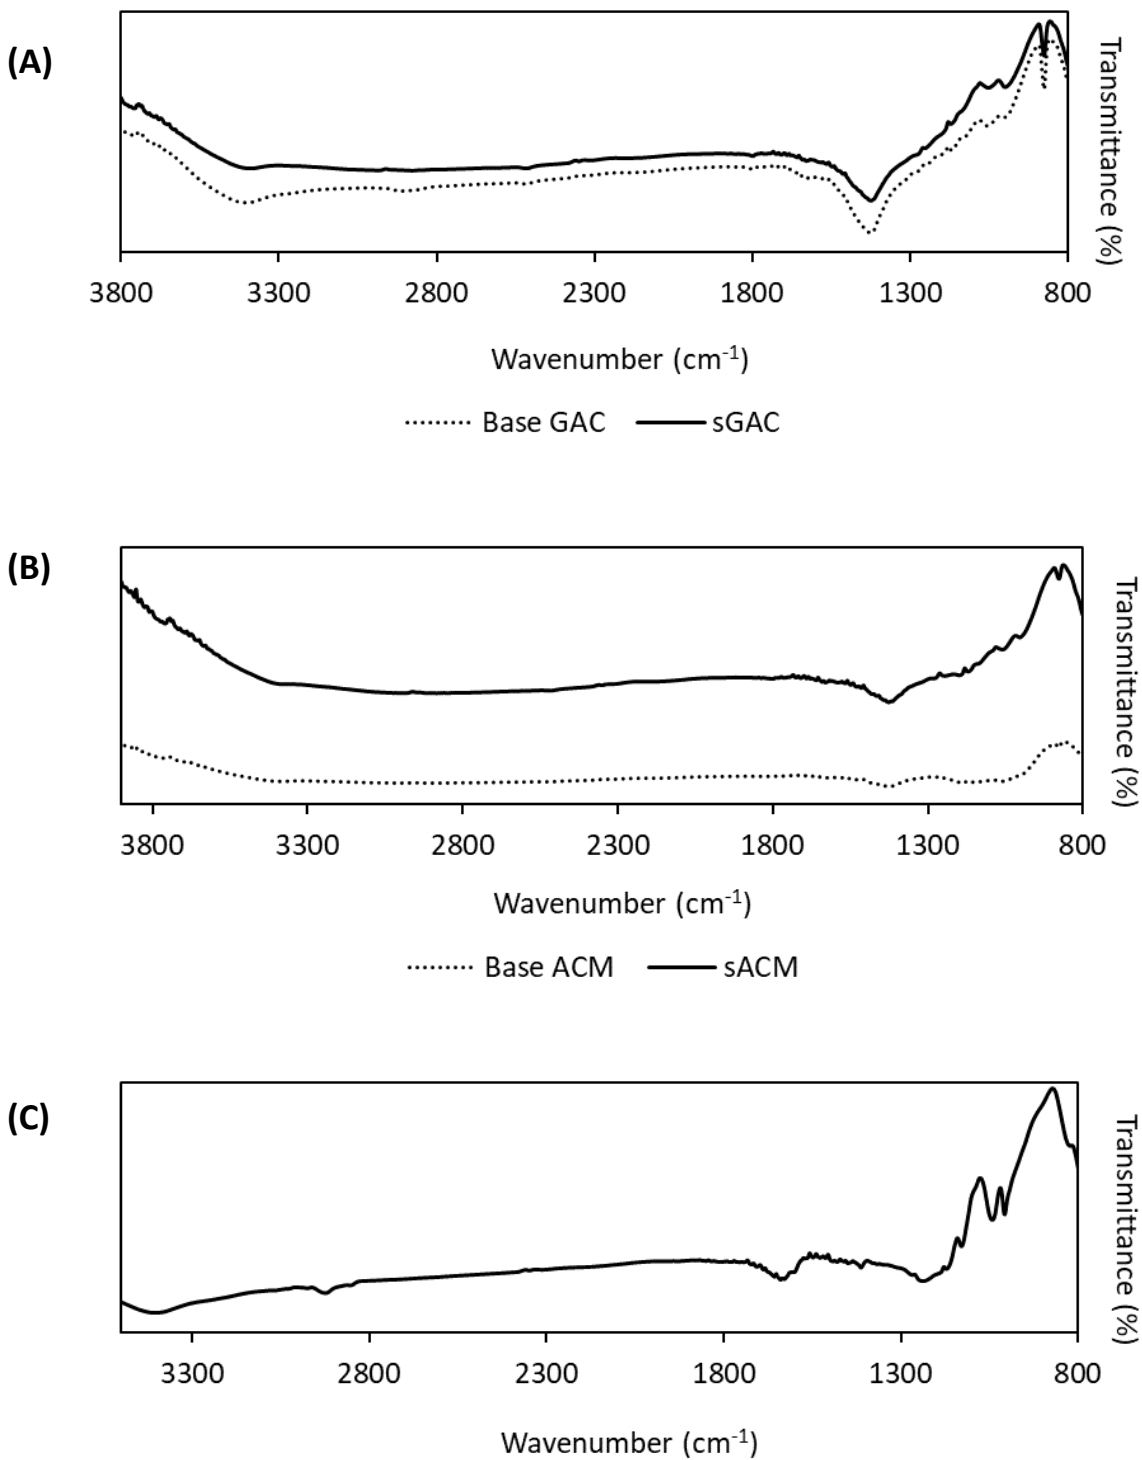 (A)
Transmittance (%)
3800 3300 2800 2300 1800 1300 800
Wavenumber (cm-1)
Base GAC sGAC
(B)
Transmittance (%)
3800 3300 2800 2300 1800 1300 800
Wavenumber (cm-1)
Base ACM sACM
(C)
Transmittance (%)
3300 2800 2300 1800 1300 800
Wavenumber (cm-1)